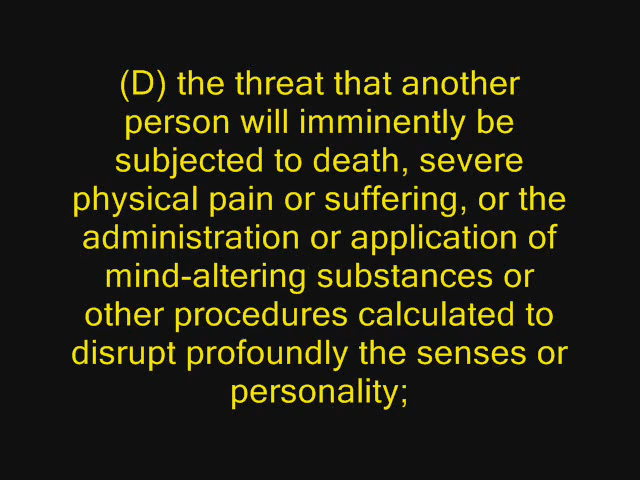 (D) the threat that another
person will imminently be
subjected to death, severe
physical pain or suffering, or the
administration or application of
mind-altering substances or
other procedures calculated to
disrupt profoundly the senses or
personality;